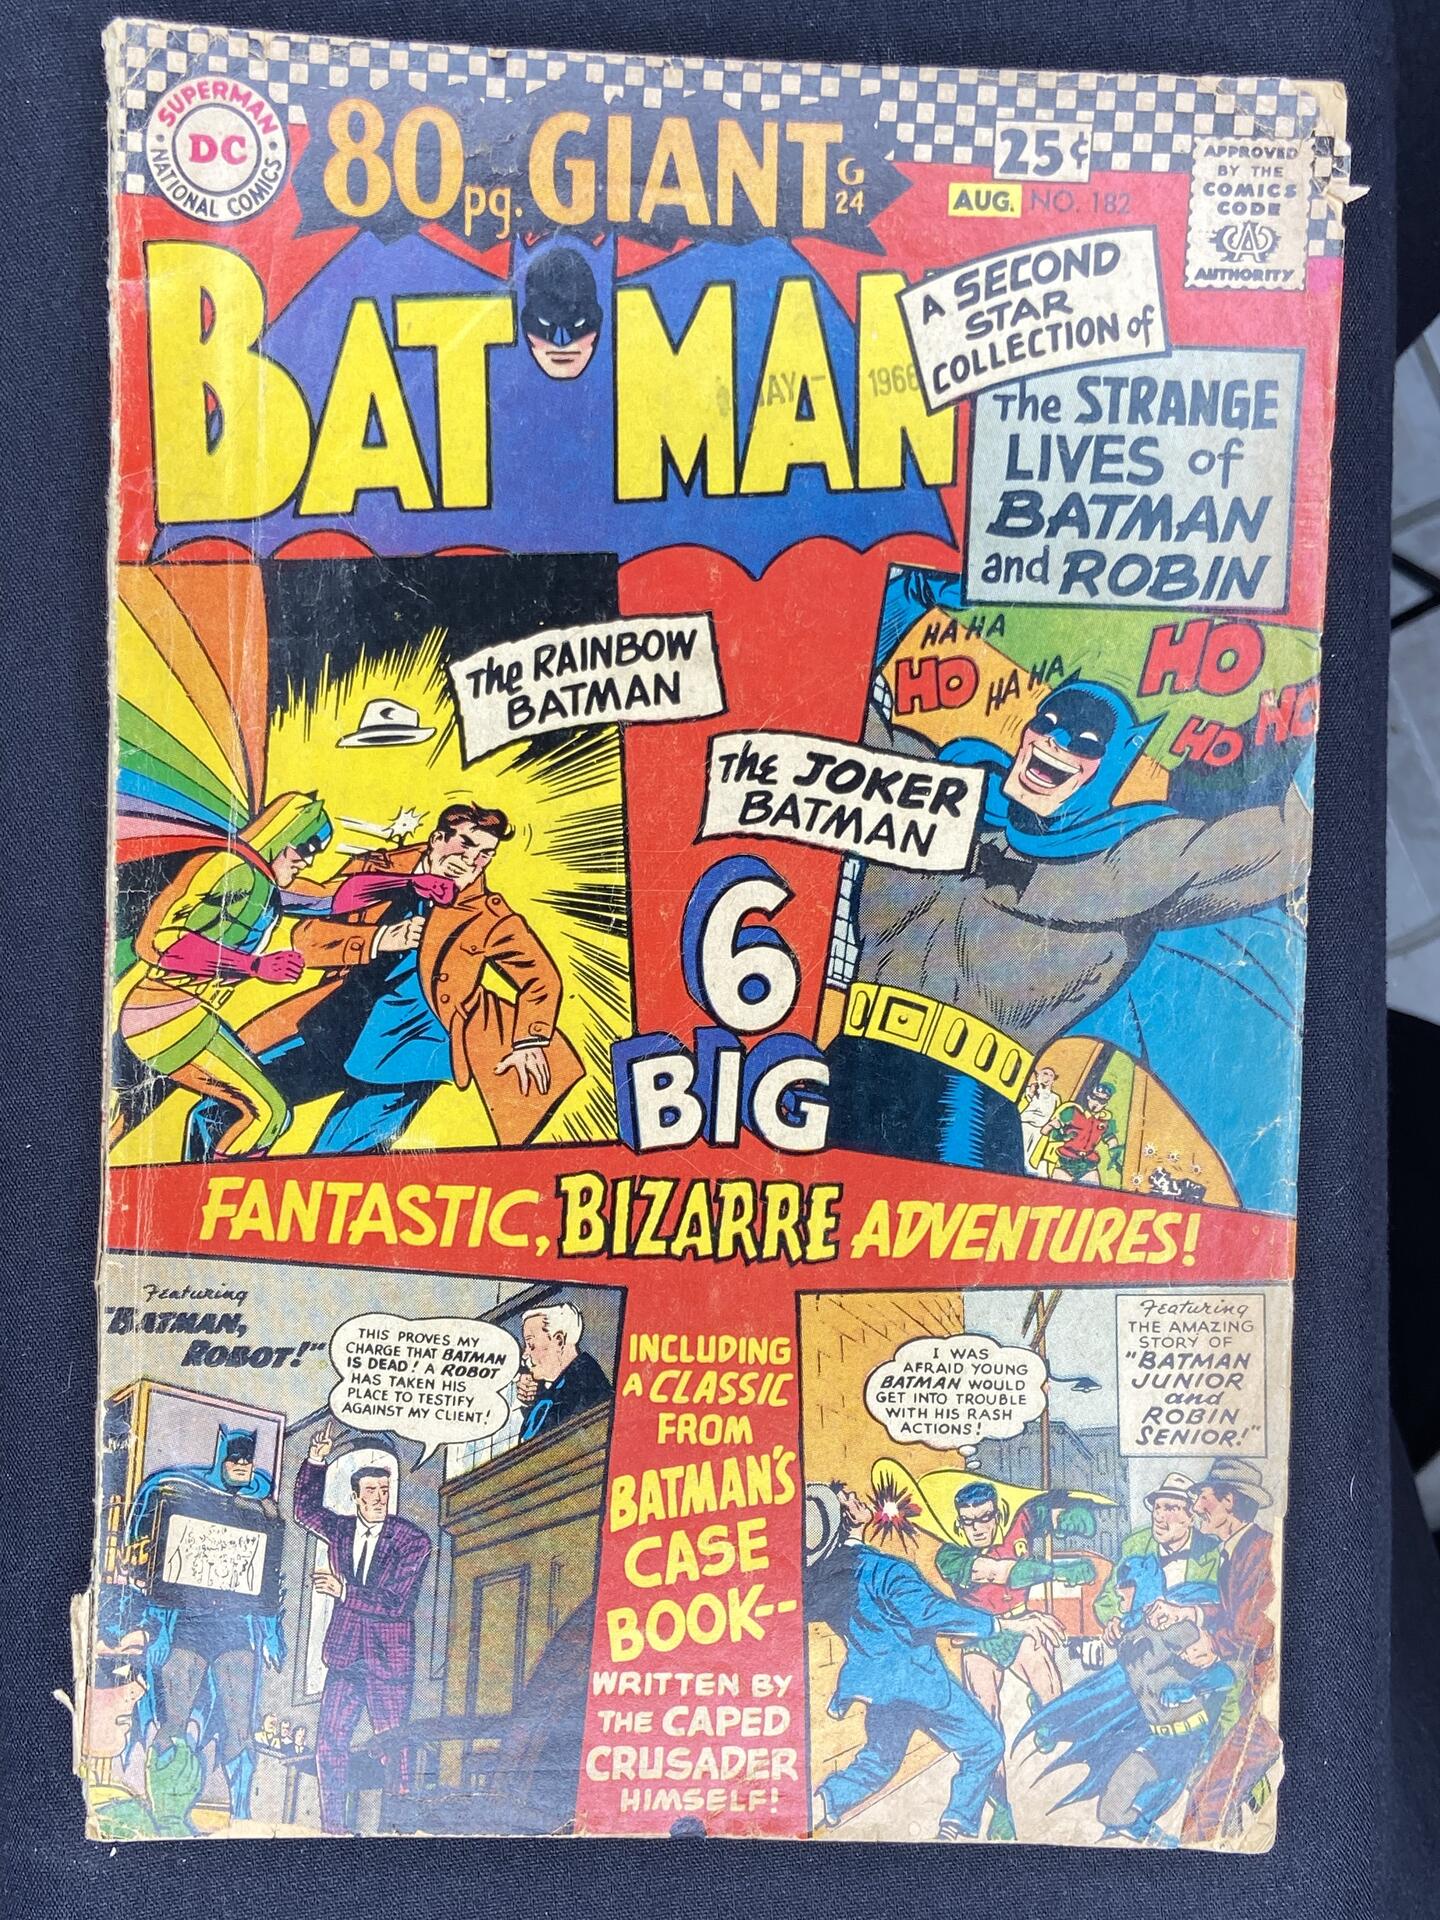 SUPERMAN
DC
NATIONAL COMICS
80 pg. GIANT
G
24
25¢
AUG. NO. 182
APPROVED
BY THE
COMICS
CODE
CA
AUTHORITY
BATMAN
1966
A SECOND
STAR
COLLECTION of
The STRANGE
LIVES of
BATMAN
and ROBIN
The RAINBOW
BATMAN
HA HA
HO
HA HA
HO
HO
HO
The JOKER
BATMAN
6
BIG
FANTASTIC, BIZARRE ADVENTURES!
Featuring
"BATMAN,
ROBOT!"
THIS PROVES MY
CHARGE THAT BATMAN
IS DEAD! A ROBOT
HAS TAKEN HIS
PLACE TO TESTIFY
AGAINST MY CLIENT!
INCLUDING
A CLASSIC
FROM
BATMAN'S
CASE
BOOK--
WRITTEN BY
THE CAPED
CRUSADER
HIMSELF!
I WAS
AFRAID YOUNG
BATMAN WOULD
GET INTO TROUBLE
WITH HIS RASH
ACTIONS!
Featuring
THE AMAZING
STORY OF
"BATMAN
JUNIOR
and
ROBIN
SENIOR!"